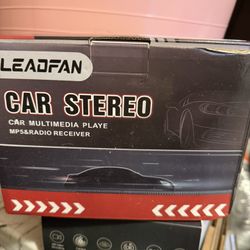 LEADFAN
CAR STEREO
CAR MULTIMEDIA PLAYE
MP5&RADIO RECEIVER